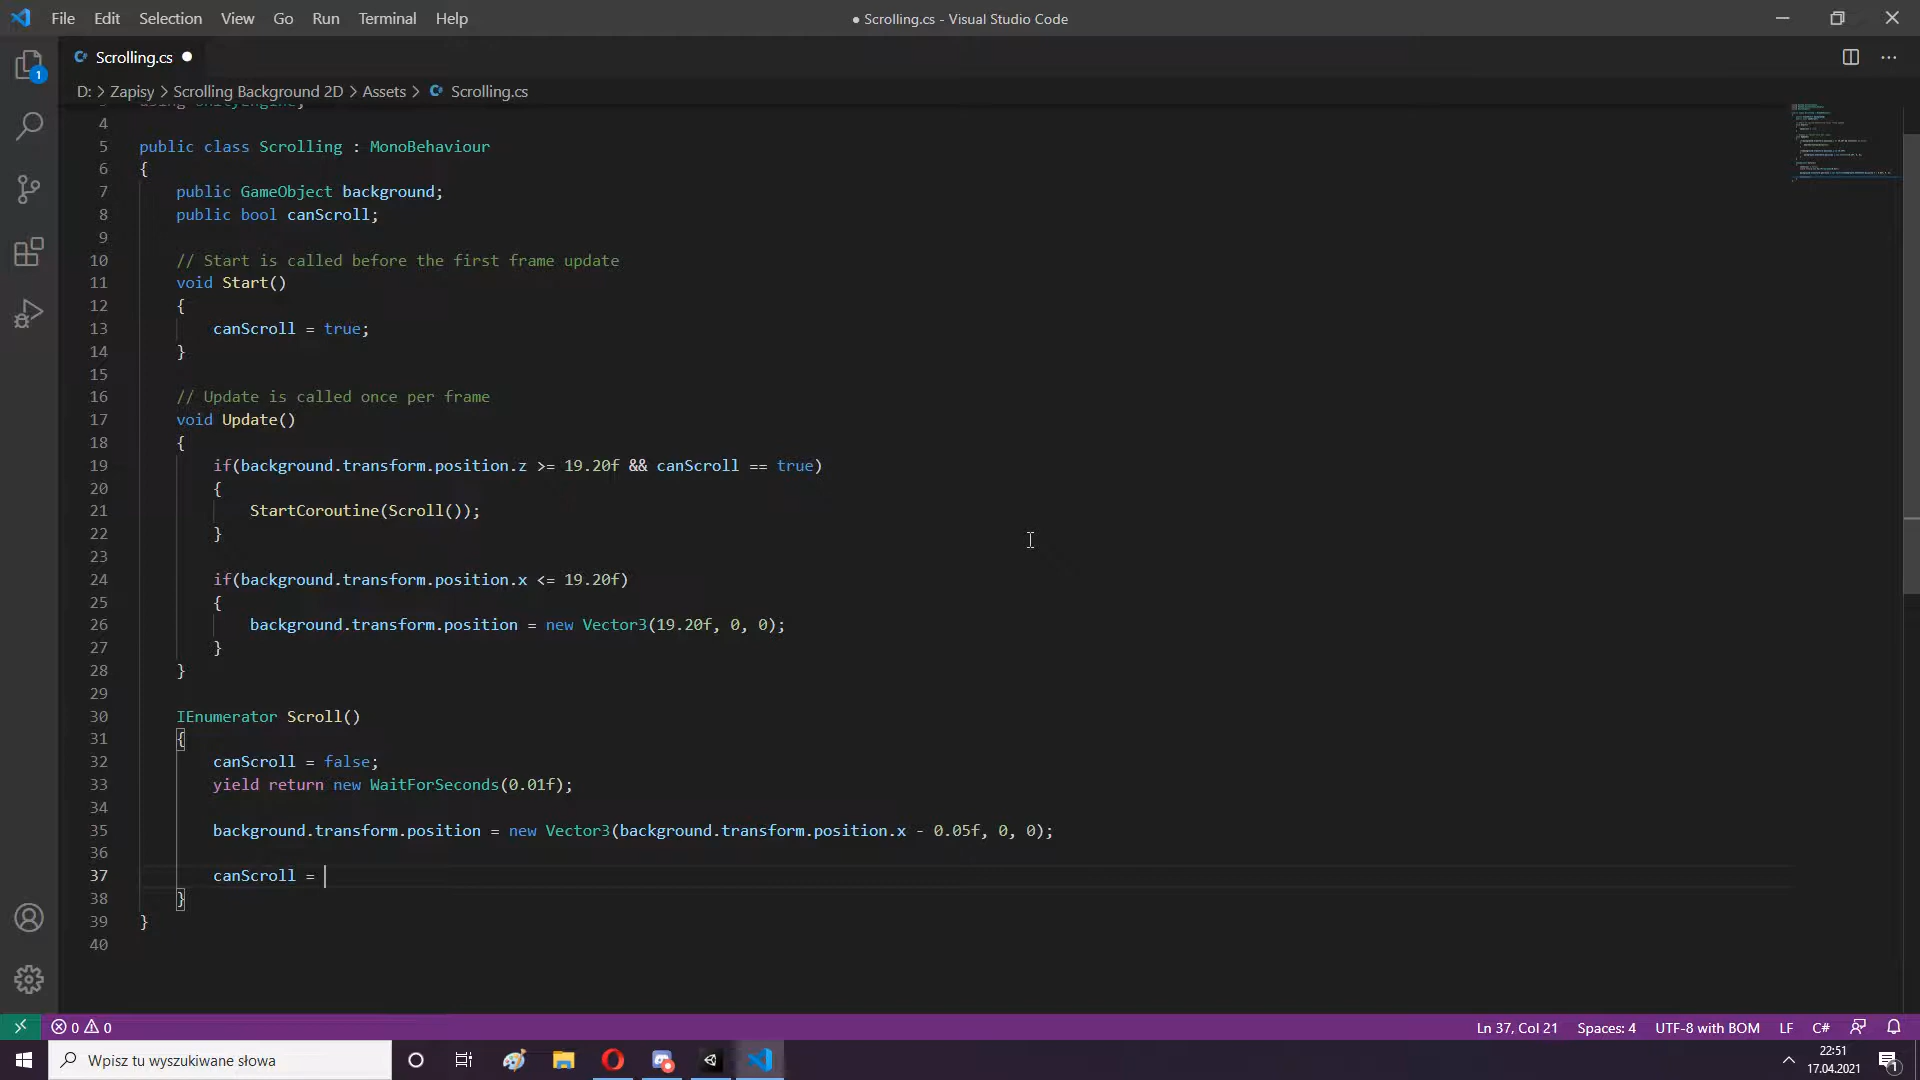 File Edit Selection View Go Run Terminal Help
● Scrolling.cs - Visual Studio Code
1
Scrolling.cs ●
D: > Zapisy > Scrolling Background 2D > Assets > Scrolling.cs
4
5 public class Scrolling : MonoBehaviour
6 {
7 public GameObject background;
8 public bool canScroll;
9
10 // Start is called before the first frame update
11 void Start()
12 {
13 canScroll = true;
14 }
15
16 // Update is called once per frame
17 void Update()
18 {
19 if(background.transform.position.z >= 19.20f && canScroll == true)
20 {
21 StartCoroutine(Scroll());
22 }
23
24 if(background.transform.position.x <= 19.20f)
25 {
26 background.transform.position = new Vector3(19.20f, 0, 0);
27 }
28 }
29
30 IEnumerator Scroll()
31 {
32 canScroll = false;
33 yield return new WaitForSeconds(0.01f);
34
35 background.transform.position = new Vector3(background.transform.position.x - 0.05f, 0, 0);
36
37 canScroll =
38 }
39 }
40
0 0
Ln 37, Col 21 Spaces: 4 UTF-8 with BOM LF C#
Wpisz tu wyszukiwane słowa
22:51
17.04.2021
1